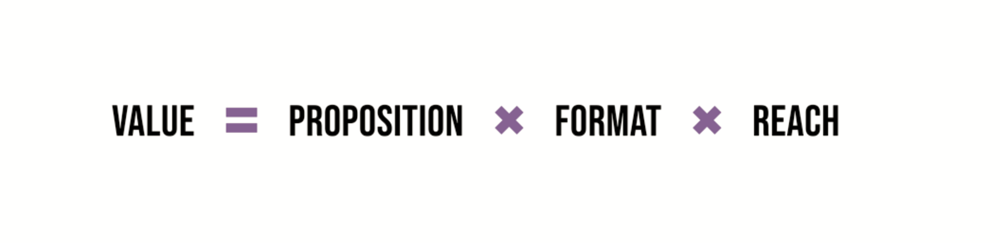 VALUE = PROPOSITION ✖ FORMAT ✖ REACH